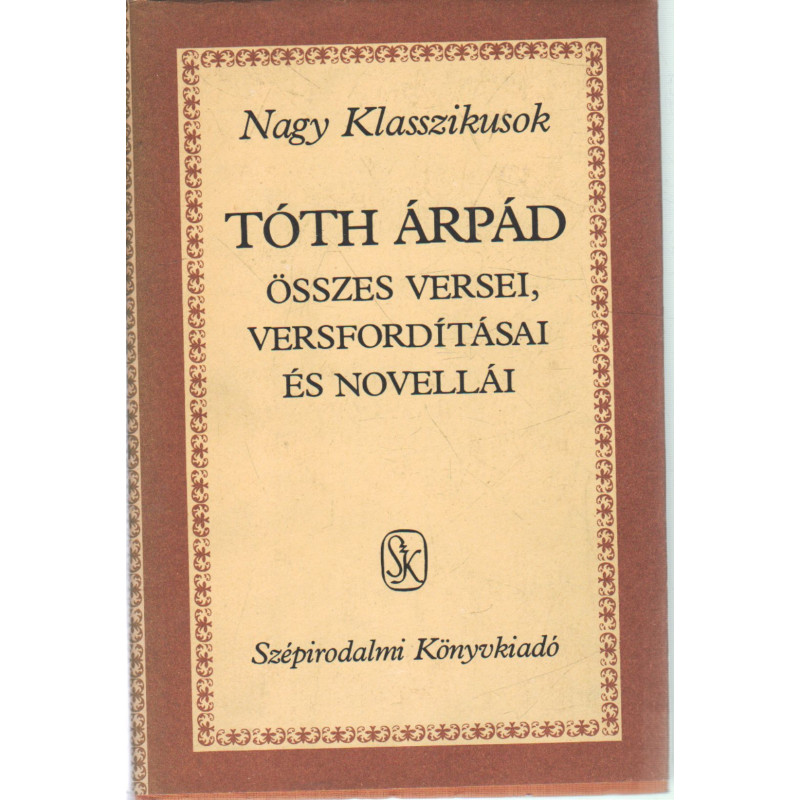 Nagy Klasszikusok
TÓTH ÁRPÁD
ÖSSZES VERSEI,
VERSFORDÍTÁSAI
ÉS NOVELLÁI
SZK
Szépirodalmi Könyvkiadó